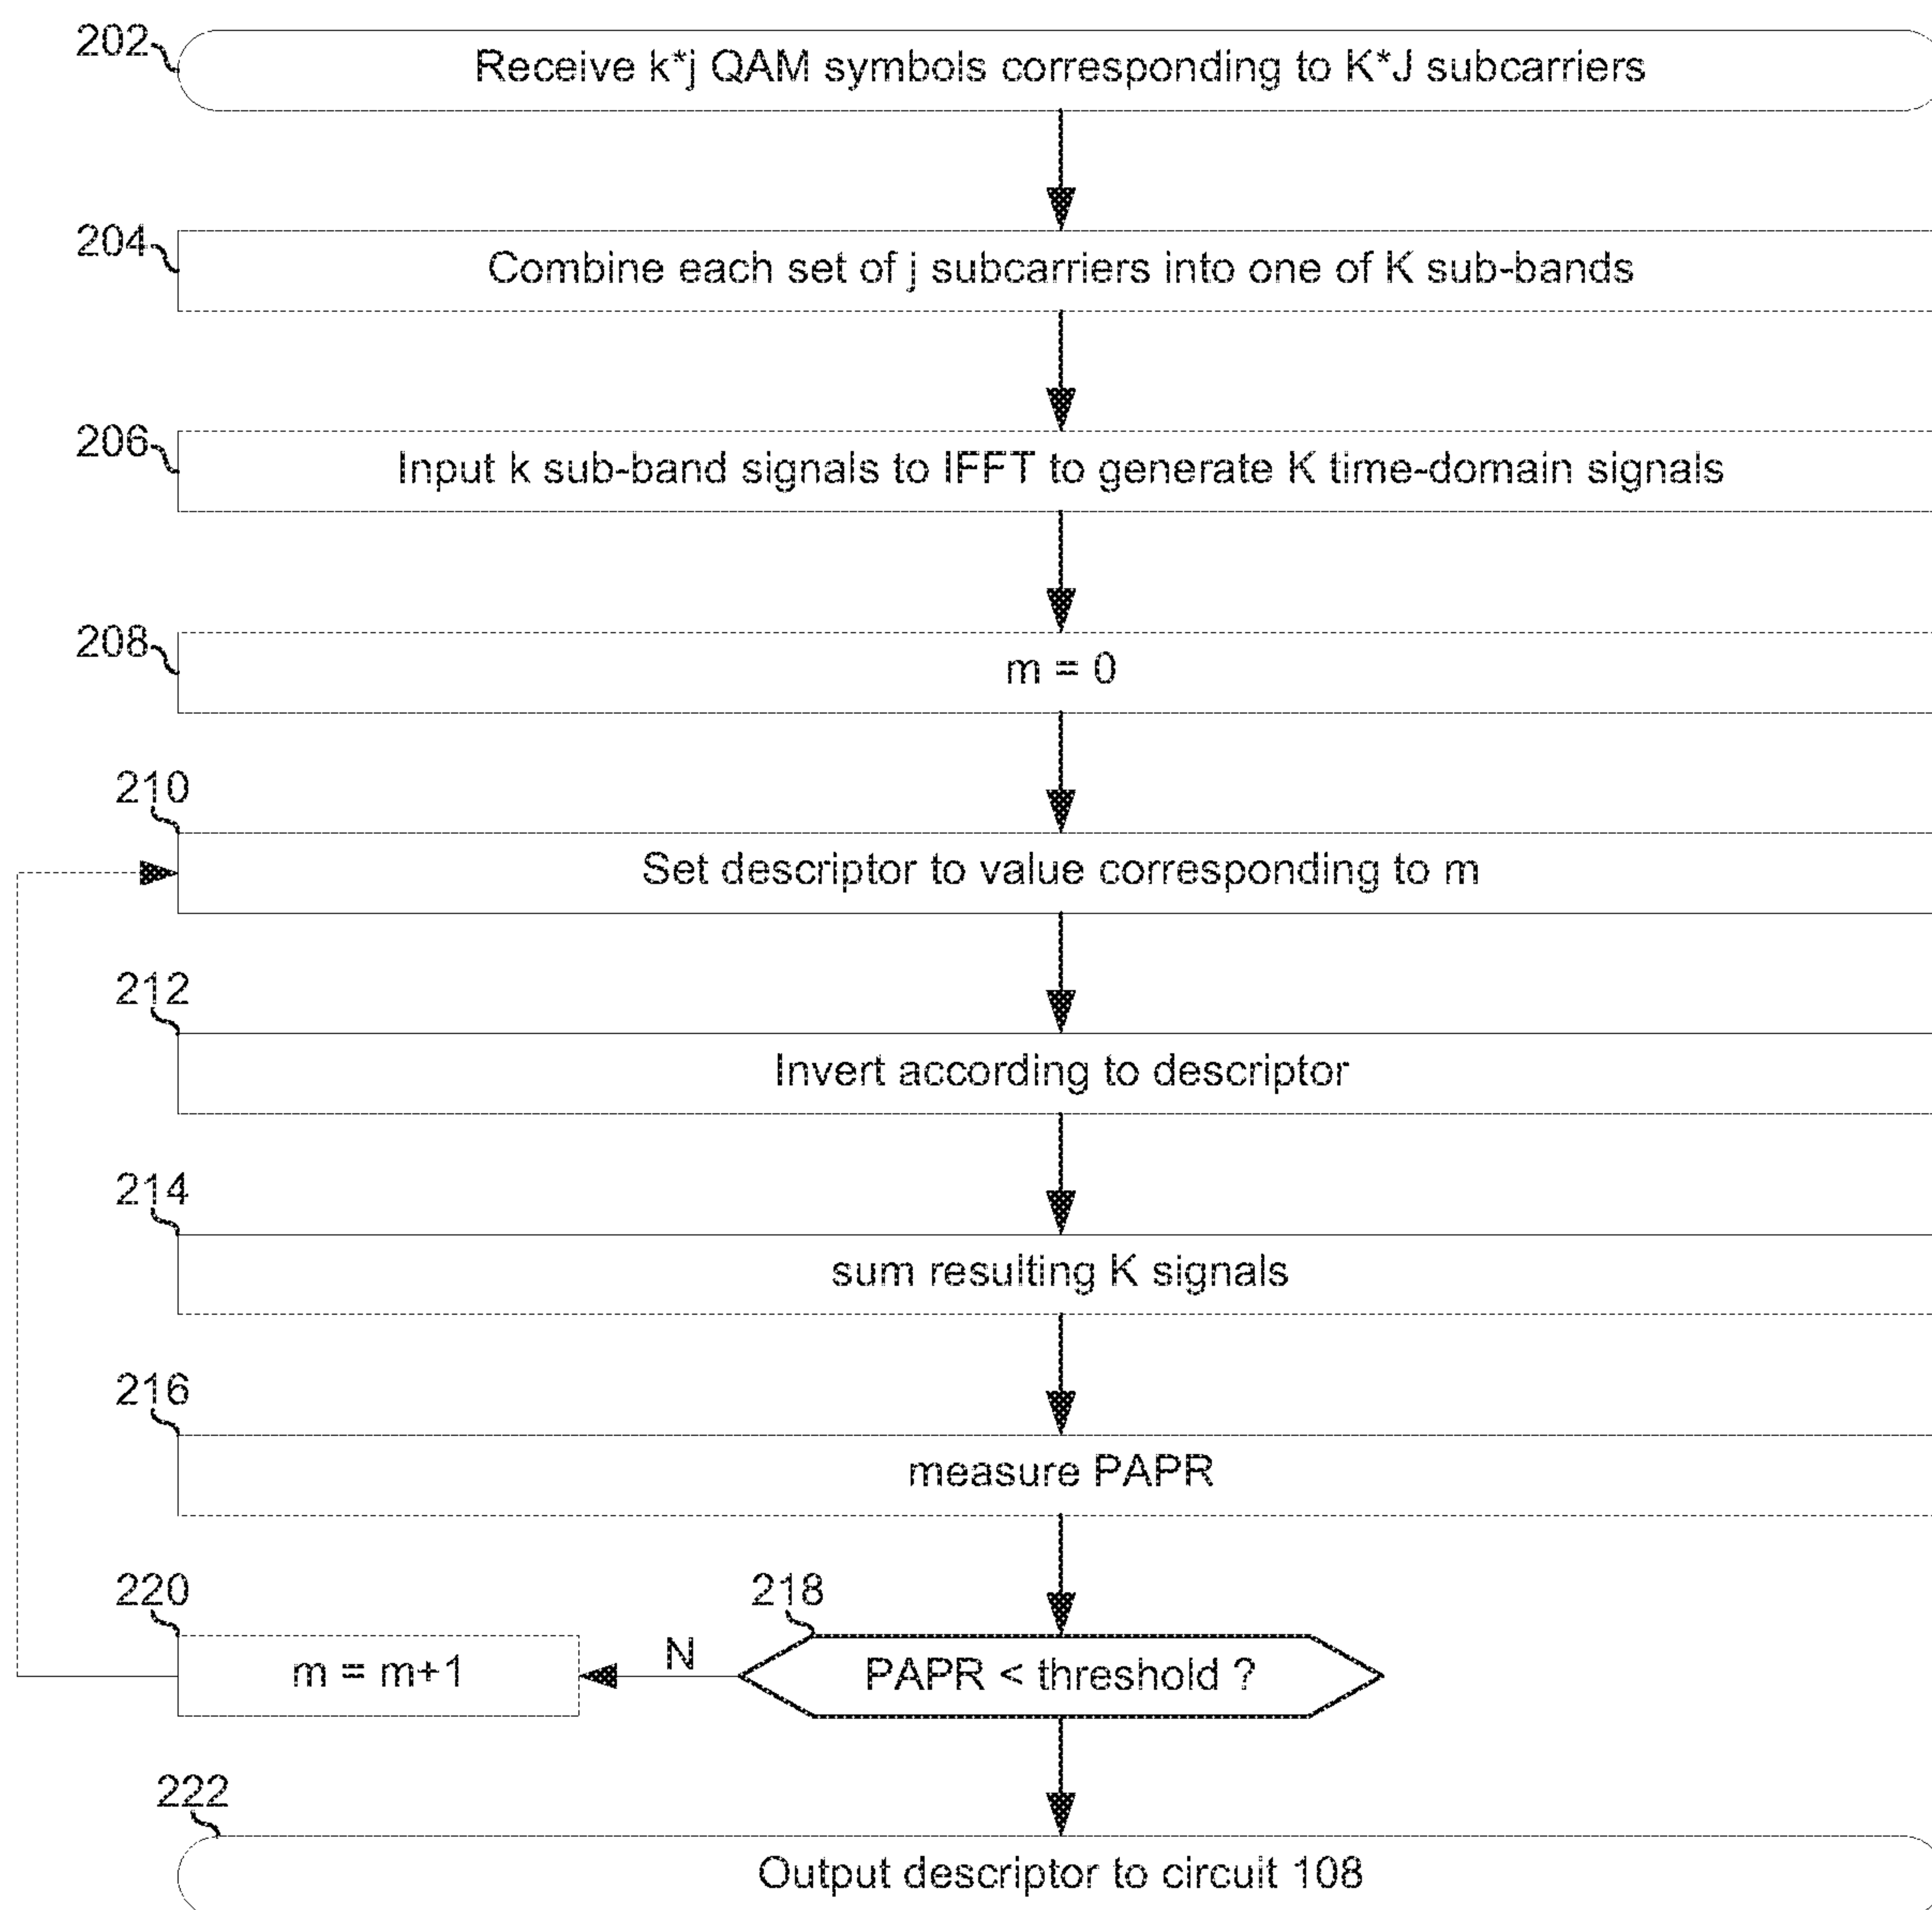 202
Receive k*j QAM symbols corresponding to K*J subcarriers
204
Combine each set of j subcarriers into one of K sub-bands
206
Input k sub-band signals to IFFT to generate K time-domain signals
208
m = 0
210
Set descriptor to value corresponding to m
212
Invert according to descriptor
214
sum resulting K signals
216
measure PAPR
220
218
m = m+1
N
PAPR < threshold ?
222
Output descriptor to circuit 108